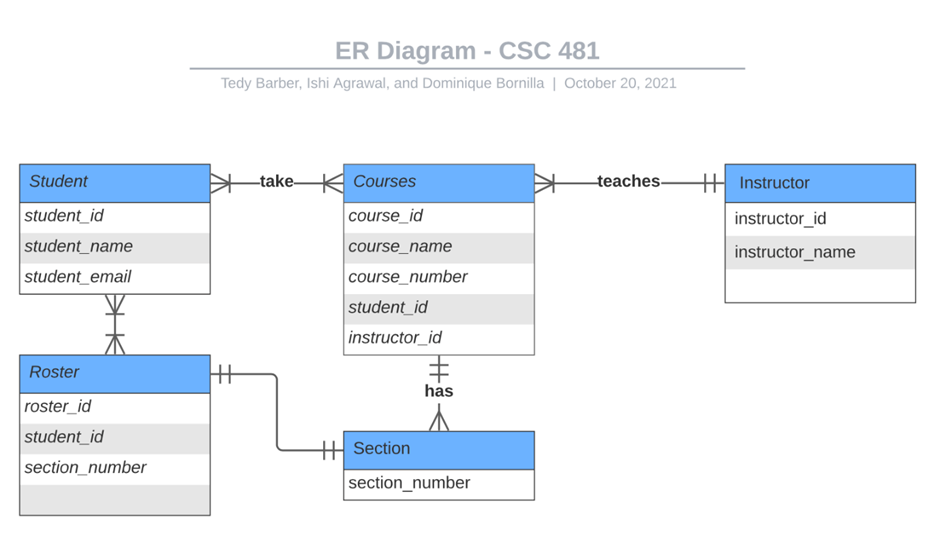 ER Diagram - CSC 481
Tedy Barber, Ishi Agrawal, and Dominique Bornilla | October 20, 2021
Student
student_id
student_name
student_email
take
Courses
course_id
course_name
course_number
student_id
instructor_id
teaches
Instructor
instructor_id
instructor_name
Roster
roster_id
student_id
section_number
has
Section
section_number